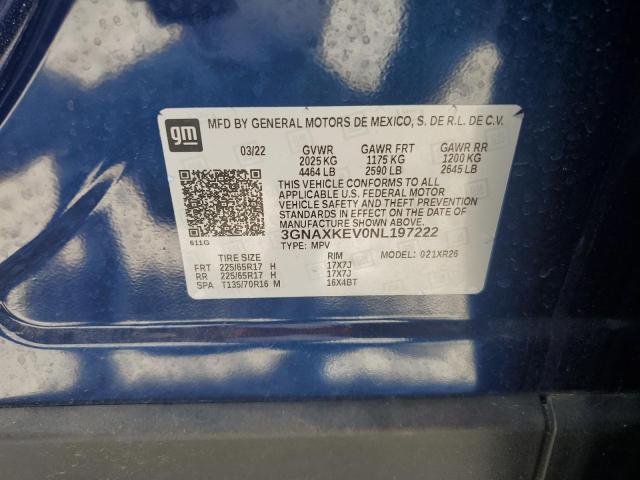 gm
MFD BY GENERAL MOTORS DE MEXICO, S. DE R.L. DE C.V.
03/22 GVWR GAWR FRT GAWR RR
2025 KG 1175 KG 1200 KG
4464 LB 2590 LB 2645 LB
THIS VEHICLE CONFORMS TO ALL
APPLICABLE U.S. FEDERAL MOTOR
VEHICLE SAFETY AND THEFT PREVENTION
STANDARDS IN EFFECT ON THE DATE OF
MANUFACTURE SHOWN ABOVE.
3GNAXKEV0NL197222
611G TYPE: MPV
TIRE SIZE RIM MODEL: 021XR26
FRT 225/65R17 H 17X7J
RR 225/65R17 H 17X7J
SPA T135/70R16 M 16X4BT